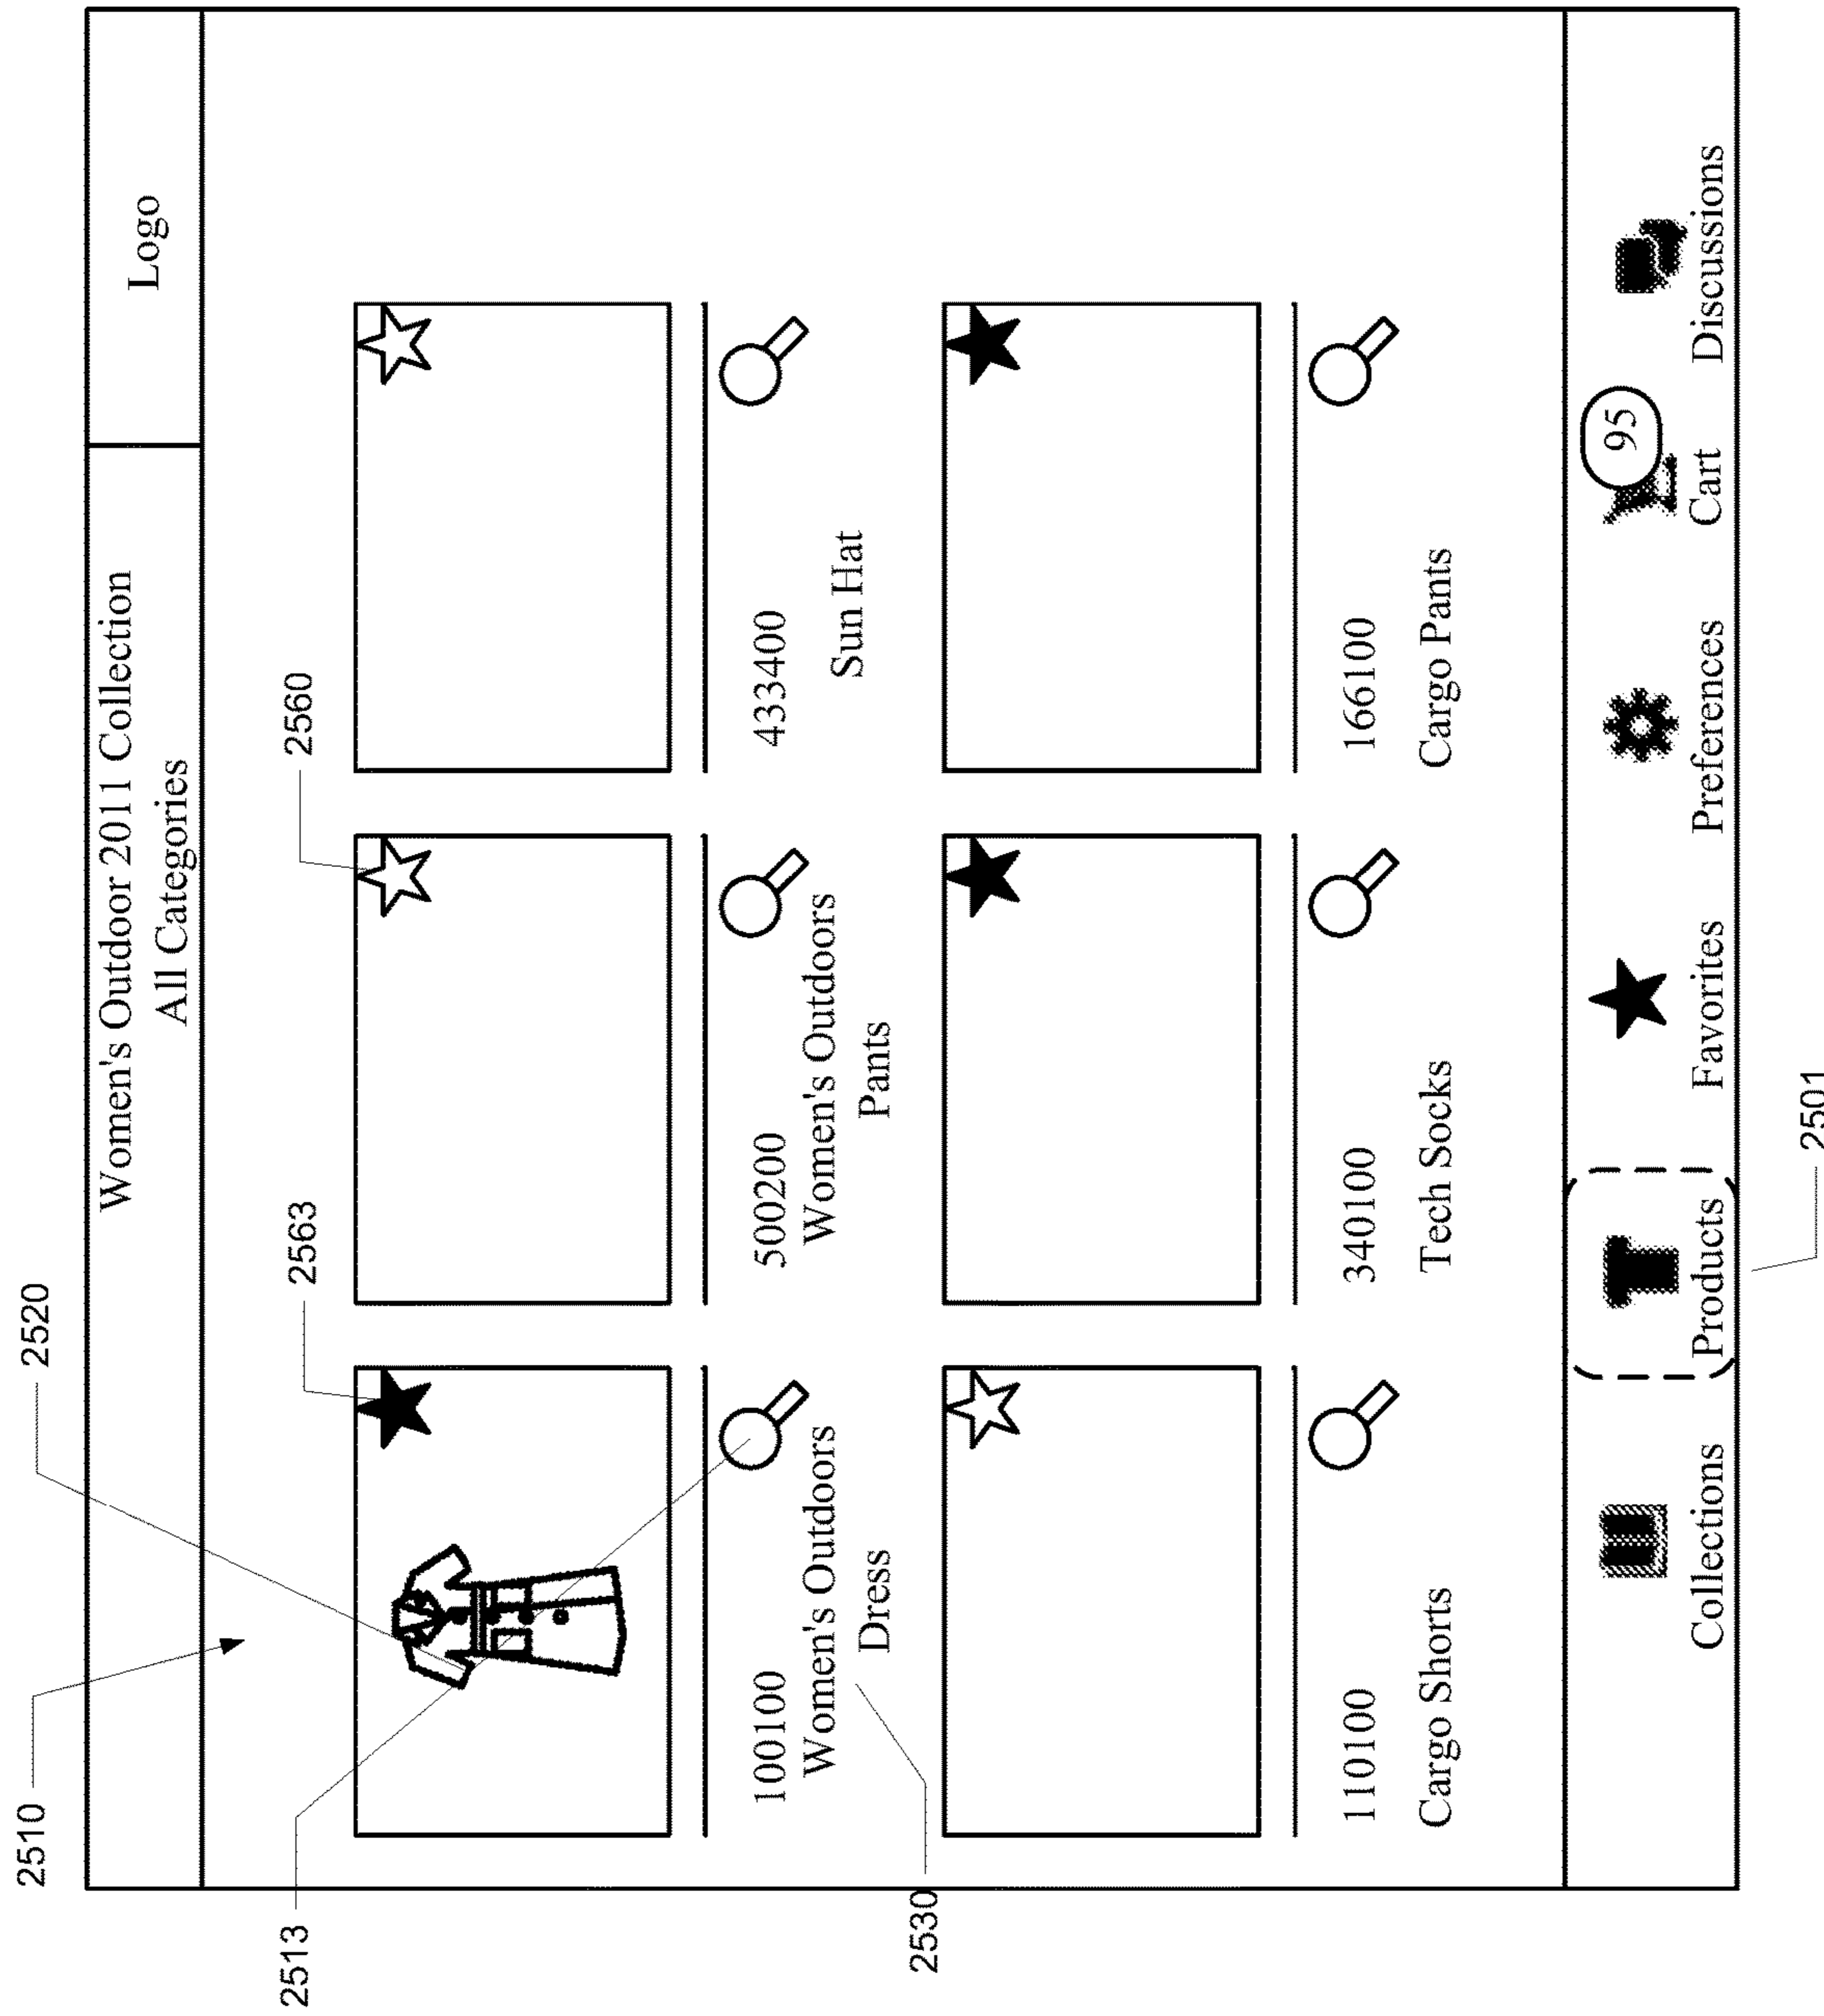 2510
2520
2513
2563
2560
Women's Outdoor 2011 Collection
All Categories
Logo
100100
Women's Outdoors
Dress
500200
Women's Outdoors
Pants
433400
Sun Hat
2530
110100
Cargo Shorts
340100
Tech Socks
166100
Cargo Pants
95
Collections
Products
Favorites
Preferences
Cart
Discussions
2501